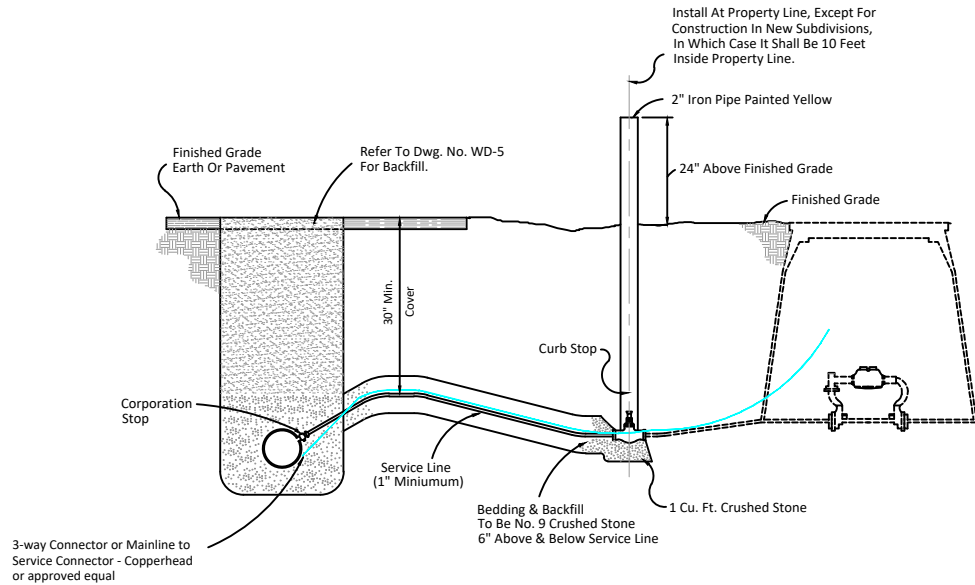 Install At Property Line, Except For
Construction In New Subdivisions,
In Which Case It Shall Be 10 Feet
Inside Property Line.
2" Iron Pipe Painted Yellow
Finished Grade
Earth Or Pavement
Refer To Dwg. No. WD-5
For Backfill.
24" Above Finished Grade
Finished Grade
30" Min.
Cover
Curb Stop
Corporation
Stop
Service Line
(1" Miniumum)
Bedding & Backfill
To Be No. 9 Crushed Stone
6" Above & Below Service Line
1 Cu. Ft. Crushed Stone
3-way Connector or Mainline to
Service Connector - Copperhead
or approved equal